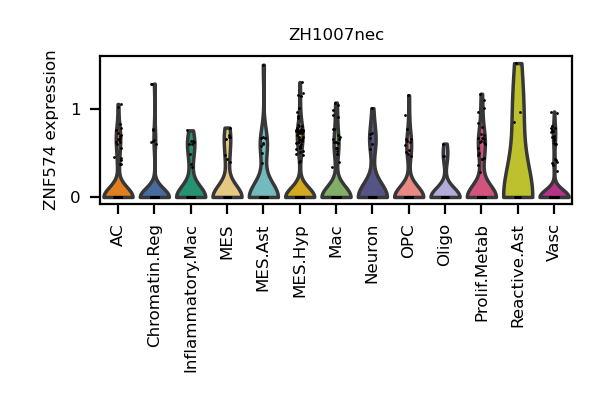 ZH1007nec
ZNF574 expression
1
0
AC
Chromatin.Reg
Inflammatory.Mac
MES
MES.Ast
MES.Hyp
Mac
Neuron
OPC
Oligo
Prolif.Metab
Reactive.Ast
Vasc